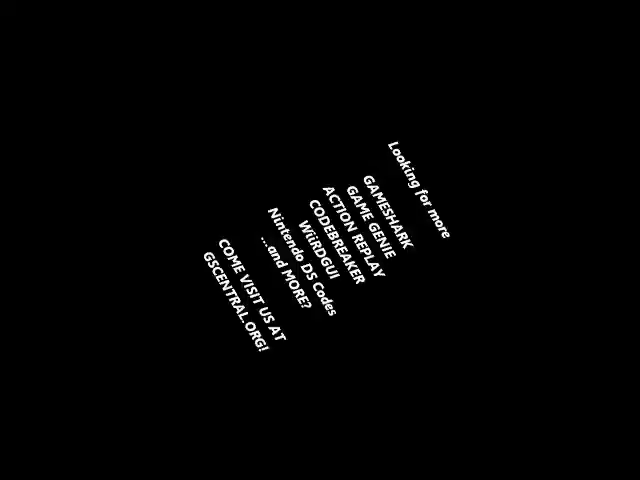 Looking for more
GAMESHARK
GAME GENIE
ACTION REPLAY
CODEBREAKER
WiiRDGUI
Nintendo DS Codes
...and MORE?
COME VISIT US AT
GSCENTRAL.ORG!